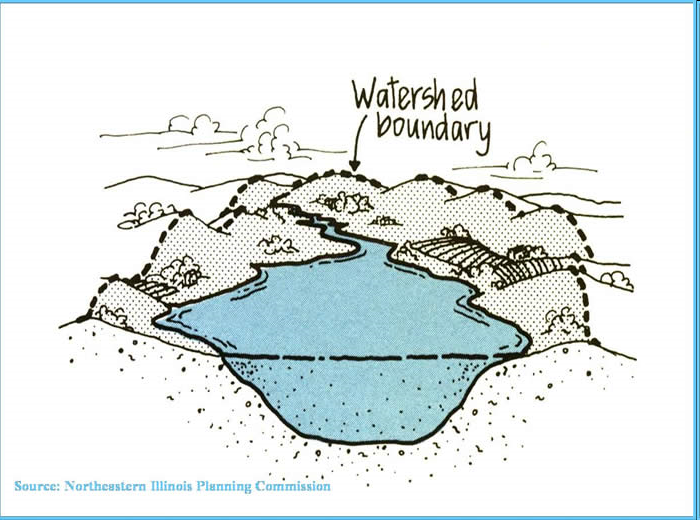 Watershed
boundary
Source: Northeastern Illinois Planning Commission